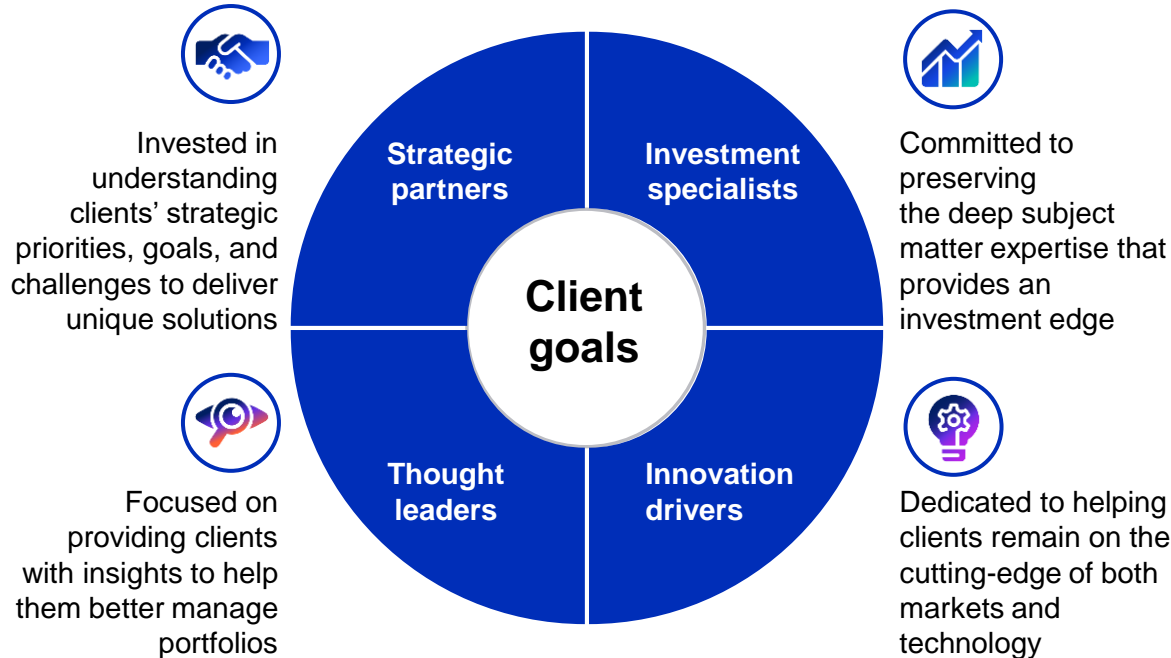 Invested in
understanding
clients’ strategic
priorities, goals, and
challenges to deliver
unique solutions
Strategic
partners
Investment
specialists
Committed to
preserving
the deep subject
matter expertise that
provides an
investment edge
Client
goals
Focused on
providing clients
with insights to help
them better manage
portfolios
Thought
leaders
Innovation
drivers
Dedicated to helping
clients remain on the
cutting-edge of both
markets and
technology